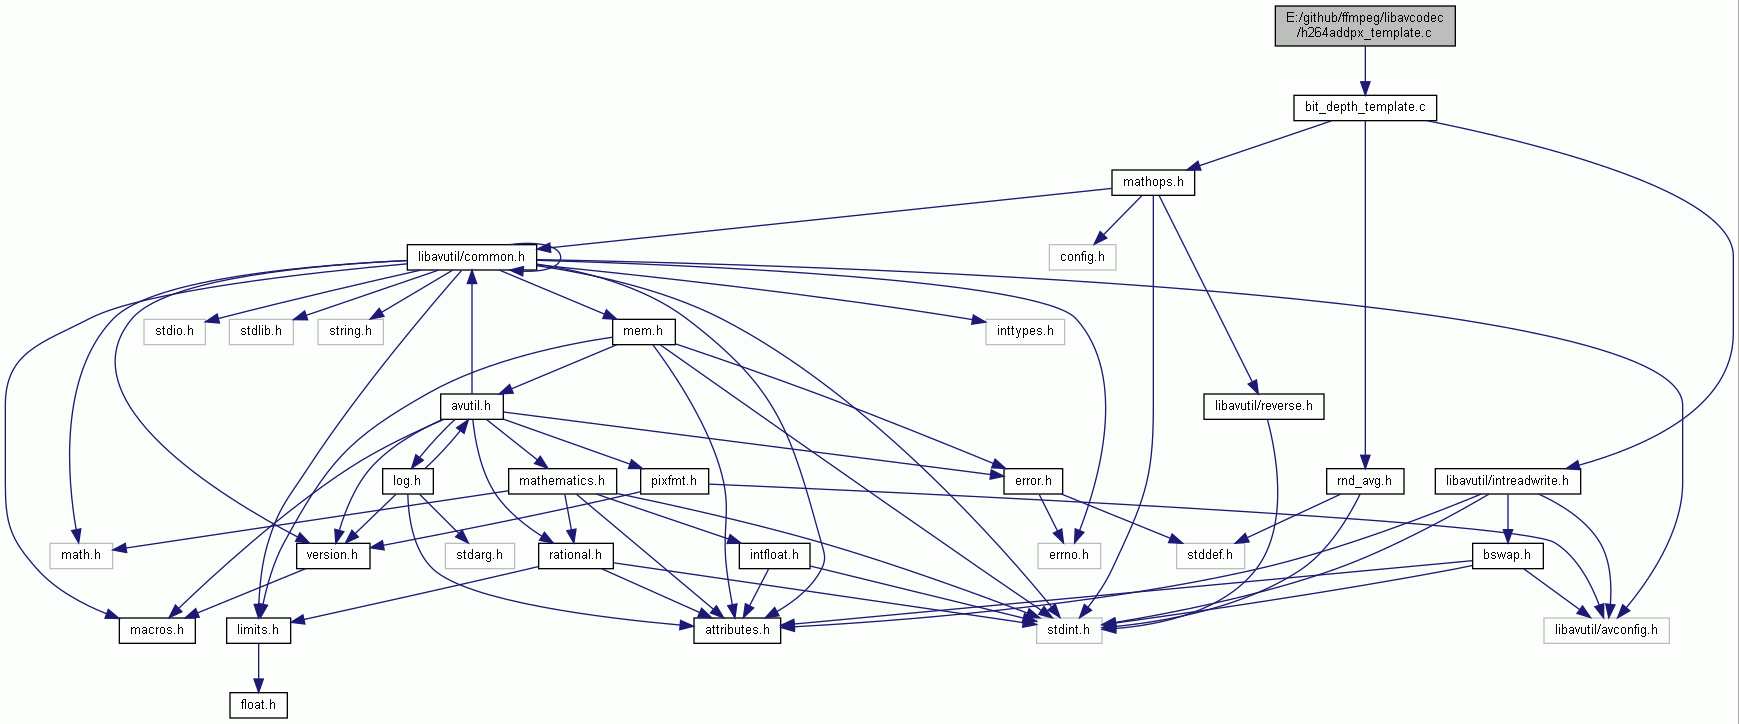 E:/github/ffmpeg/libavcodec
/h264addpx_template.c
bit_depth_template.c
mathops.h
libavutil/common.h
config.h
stdio.h
stdlib.h
string.h
mem.h
inttypes.h
avutil.h
libavutil/reverse.h
log.h
mathematics.h
pixfmt.h
error.h
rnd_avg.h
libavutil/intreadwrite.h
math.h
version.h
stdarg.h
rational.h
intfloat.h
errno.h
stddef.h
bswap.h
macros.h
limits.h
attributes.h
stdint.h
libavutil/avconfig.h
float.h